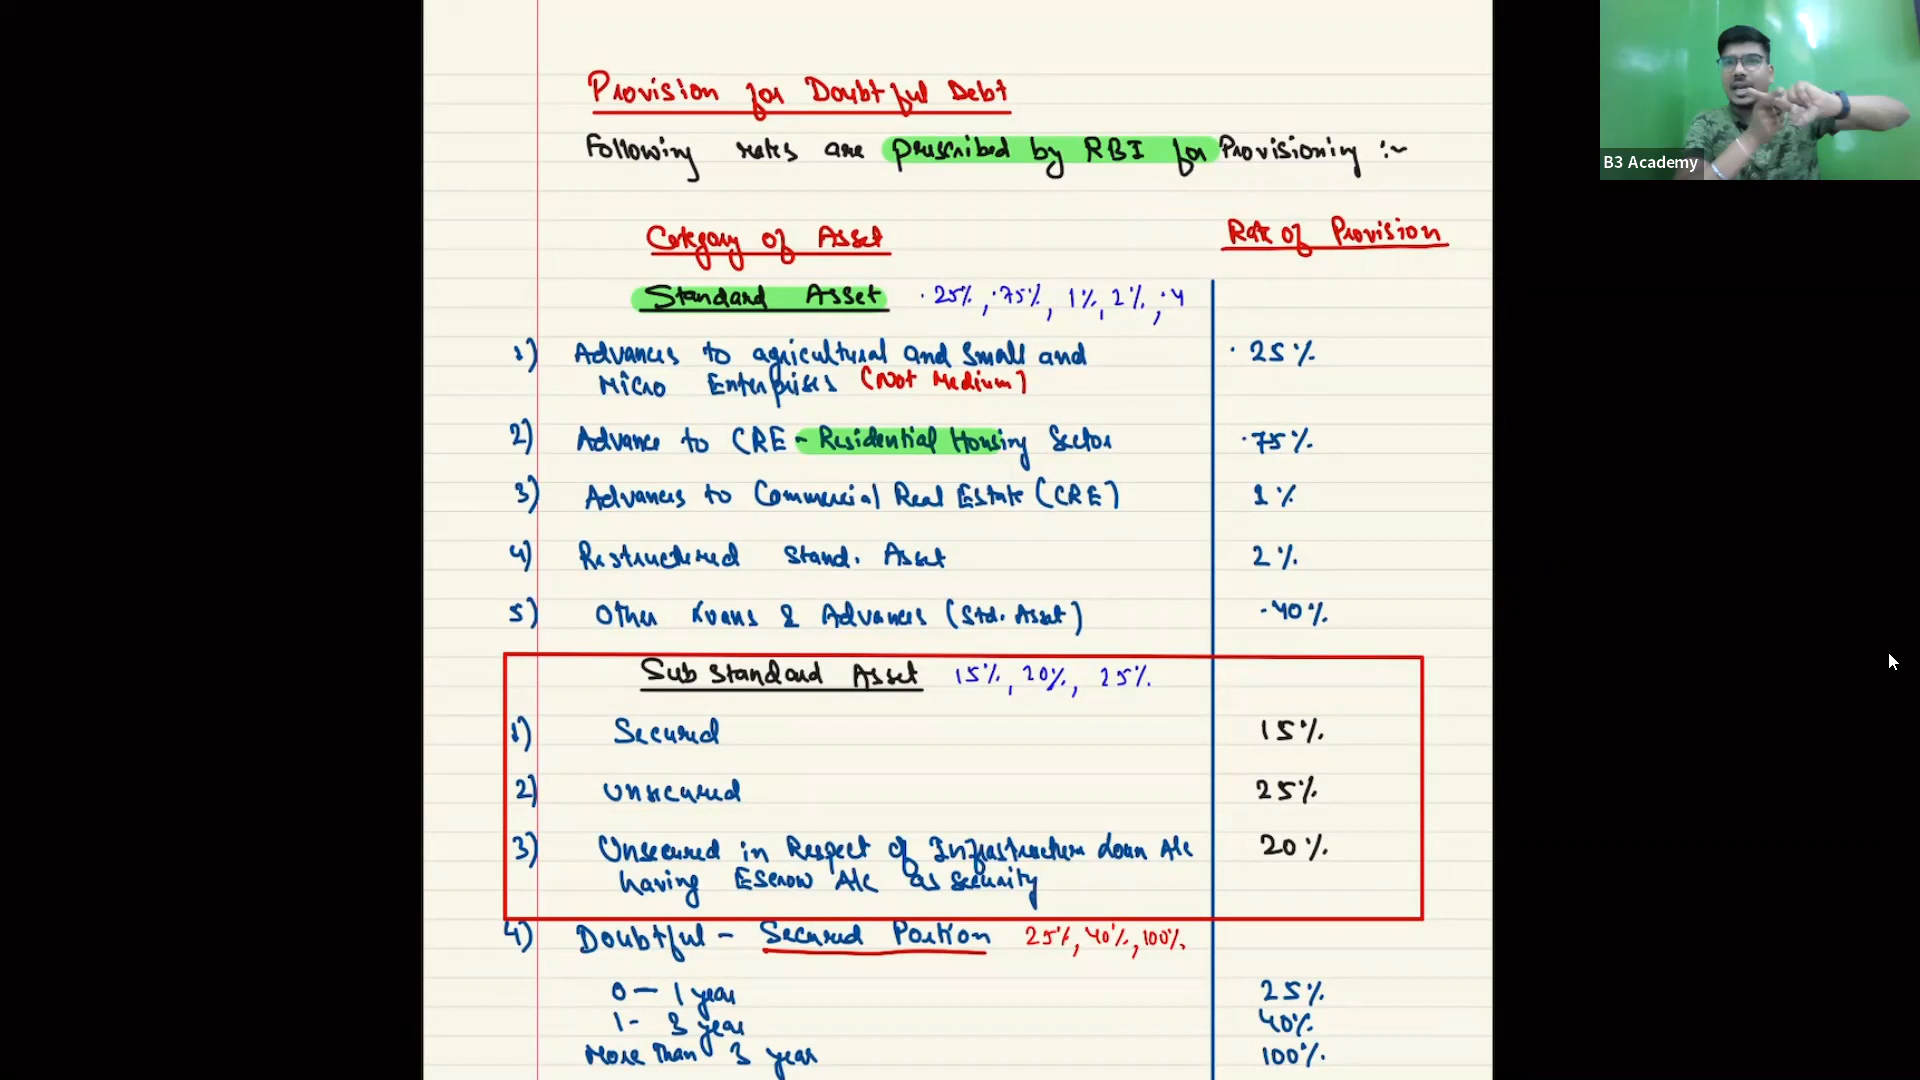 Provision for Doubtful Debt
Following rates are prescribed by RBI for Provisioning :-
B3 Academy
Category of Asset Rate of Provision
Standard Asset .25%, .75%, 1%, 2%, .4
1) Advances to agricultural and Small and .25%
Micro Enterprises (Not Medium)
2) Advance to CRE - Residential Housing Sector .75%
3) Advances to Commercial Real Estate (CRE) 1%
4) Restructured Stand. Asset 2%
5) Other Loans & Advances (Std. Asset) .40%
Sub Standard Asset 15%, 20%, 25%
1) Secured 15%
2) Unsecured 25%
3) Unsecured in Respect of Infrastructure Loan A/c 20%
having Escrow A/c as security
4) Doubtful - Secured Portion 25%, 40%, 100%
0 - 1 year 25%
1 - 3 year 40%
More than 3 year 100%